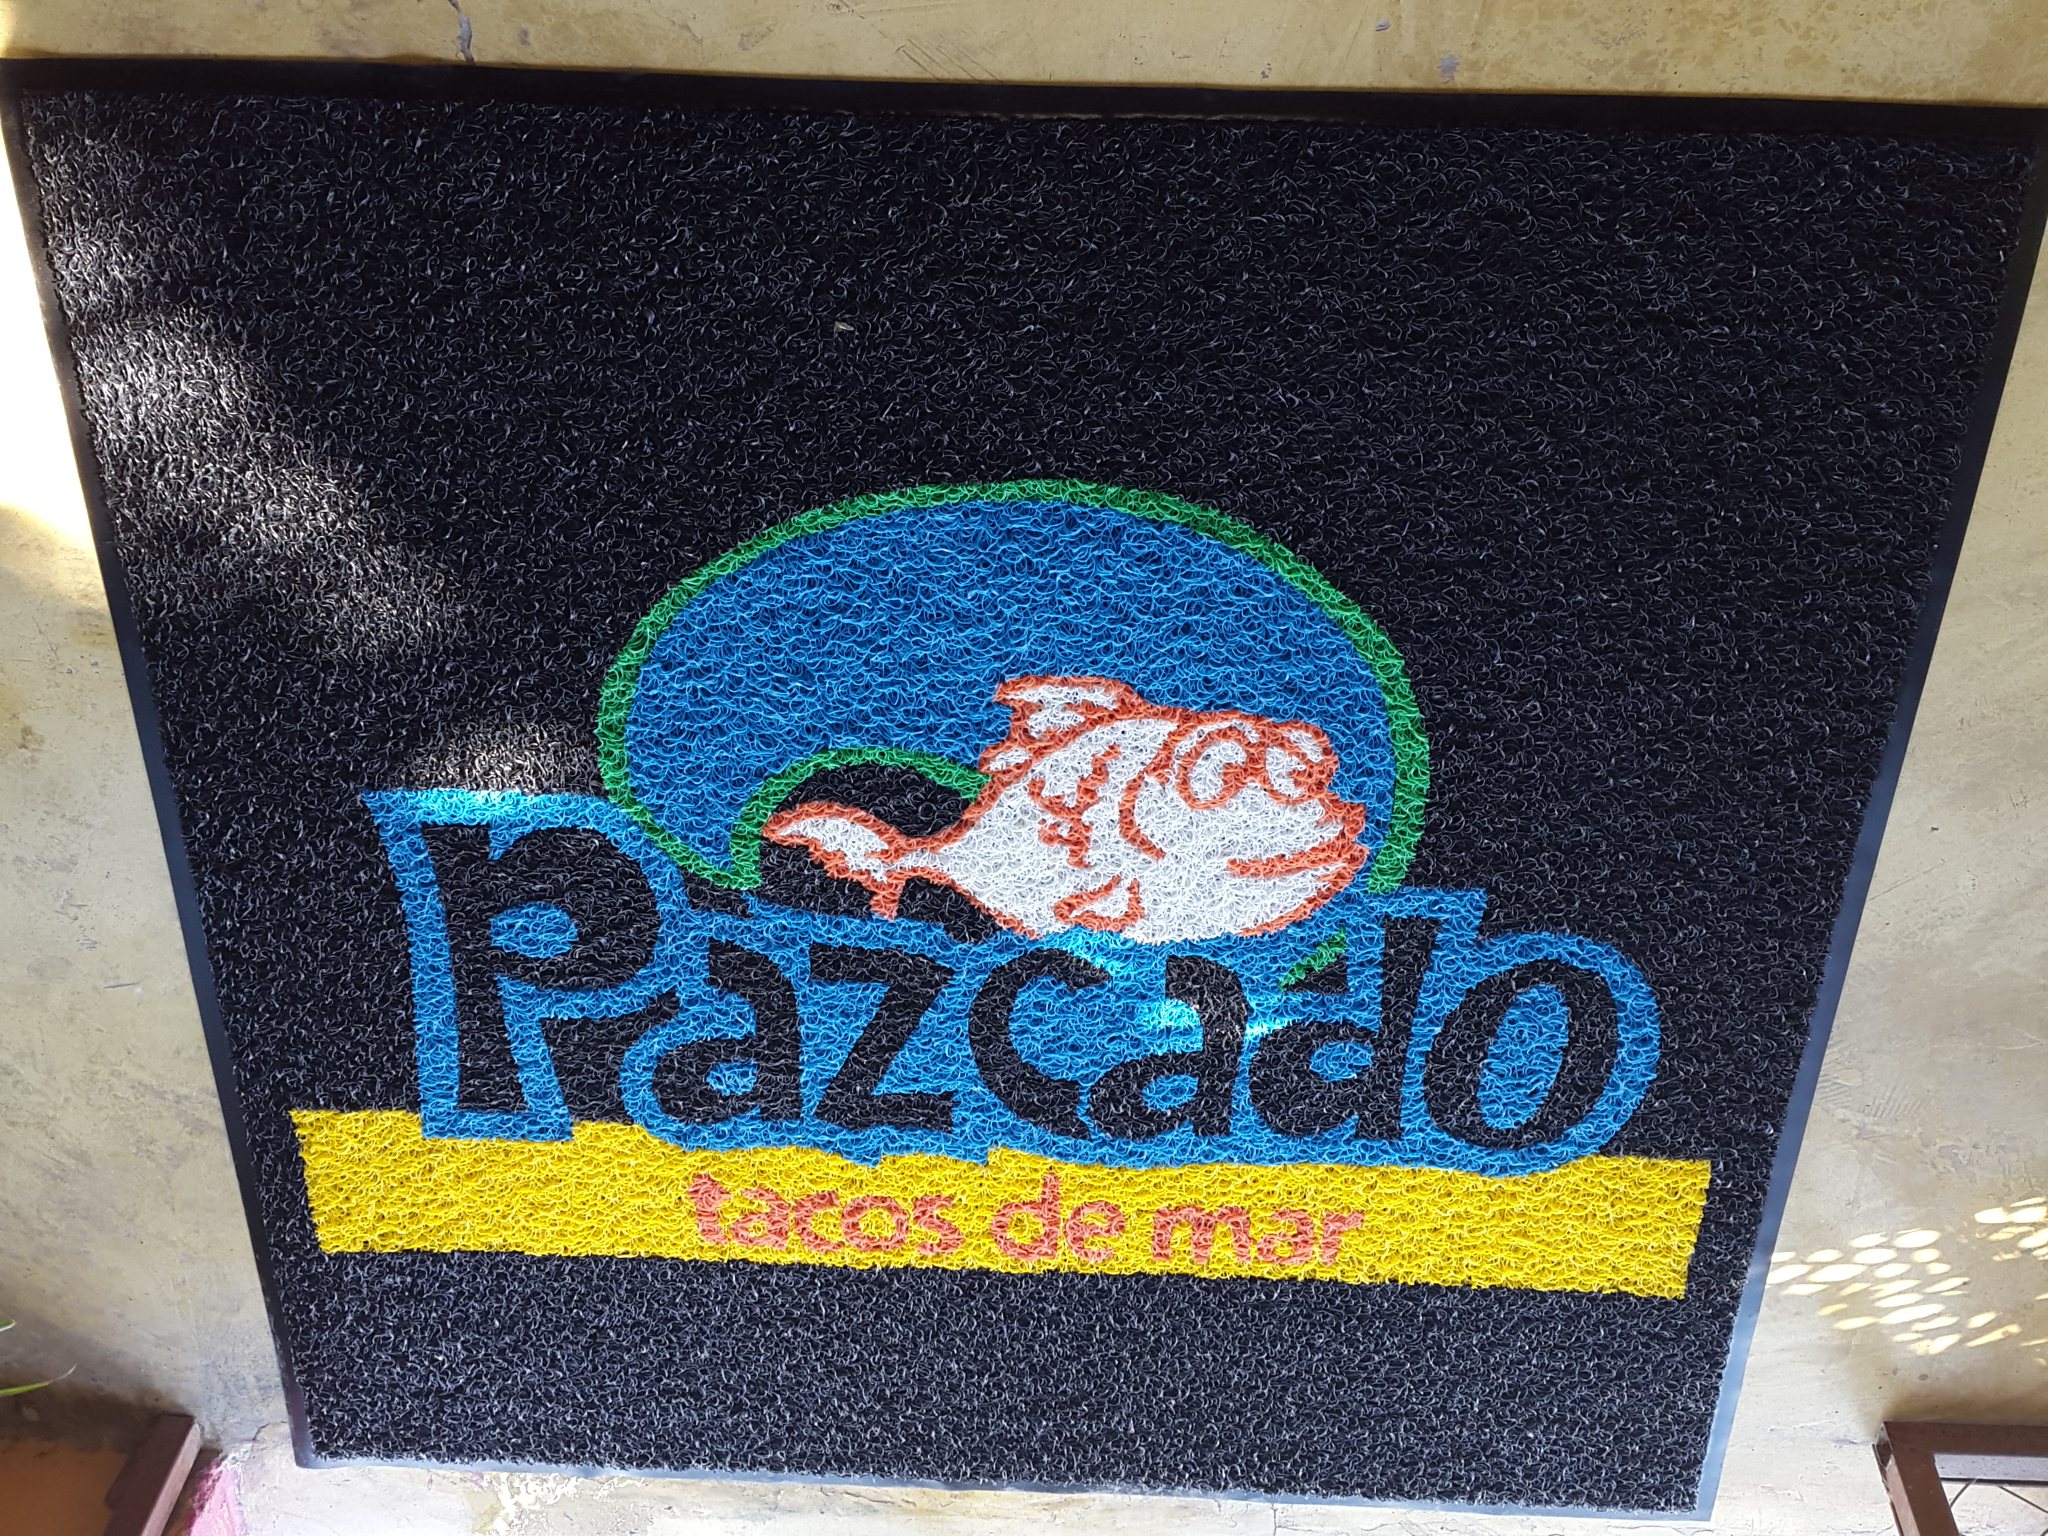 Pazcado
tacos de mar